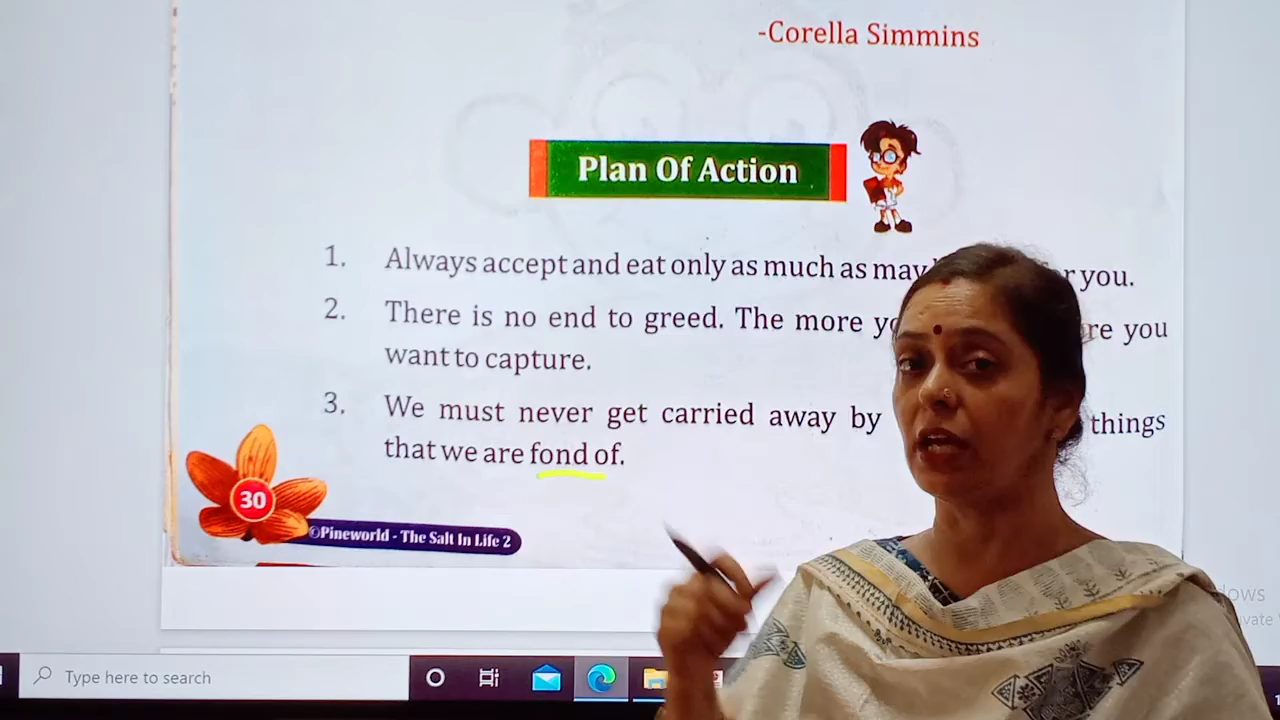 -Corella Simmins
Plan Of Action
1. Always accept and eat only as much as may you.
2. There is no end to greed. The more you
want to capture.
3. We must never get carried away by things
that we are fond of.
30
©Pineworld - The Salt In Life 2
Type here to search